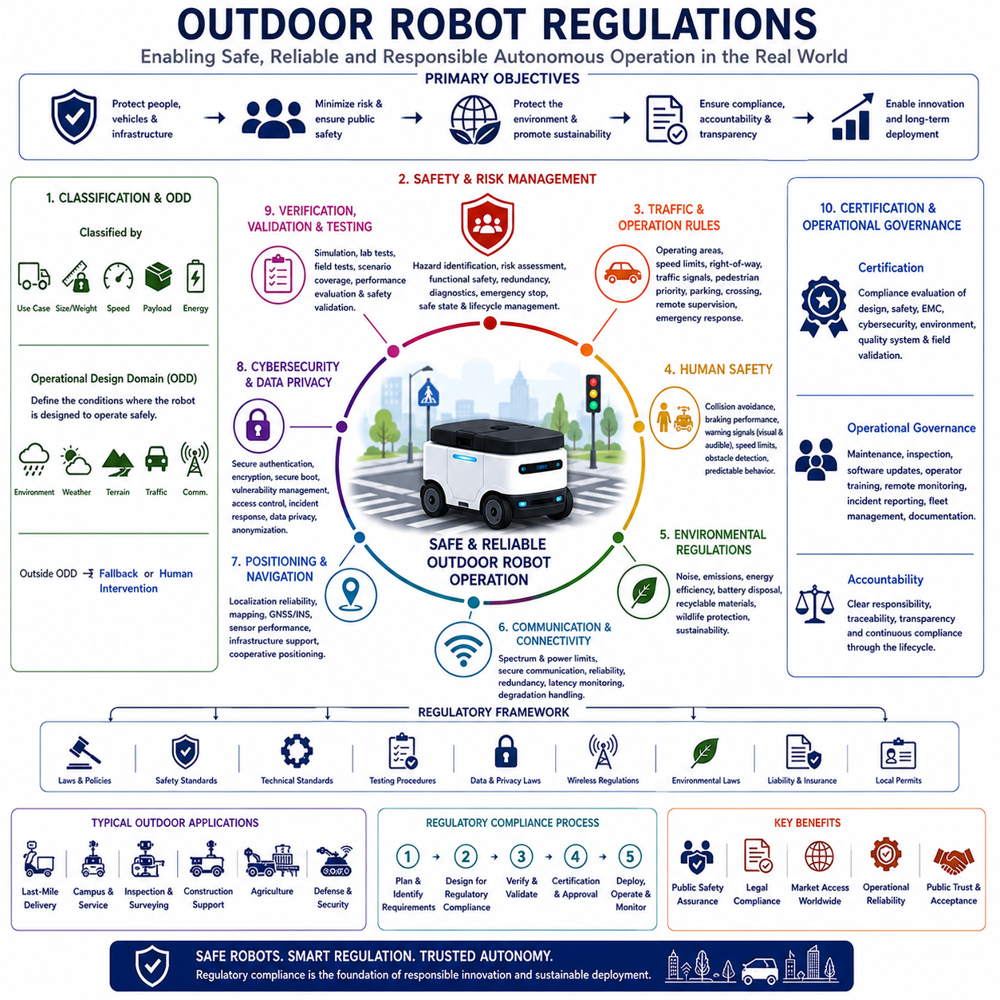 OUTDOOR ROBOT REGULATIONS
Enabling Safe, Reliable and Responsible Autonomous Operation in the Real World
PRIMARY OBJECTIVES
Protect people,
vehicles &
infrastructure
Minimize risk &
ensure public
safety
Protect the
environment &
promote sustainability
Ensure compliance,
accountability &
transparency
Enable innovation
and long-term
deployment
1. CLASSIFICATION & ODD
Classified by
Use Case
Size/Weight
Speed
Payload
Energy
Operational Design Domain (ODD)
Define the conditions where the robot
is designed to operate safely.
Environment
Weather
Terrain
Traffic
Comm.
Outside ODD → Fallback or Human
Intervention
2. SAFETY & RISK MANAGEMENT
Hazard identification, risk assessment,
functional safety, redundancy,
diagnostics, emergency stop,
safe state & lifecycle management.
3. TRAFFIC &
OPERATION RULES
Operating areas,
speed limits, right-of-way,
traffic signals, pedestrian
priority, parking, crossing,
remote supervision,
emergency response.
4. HUMAN SAFETY
Collision avoidance,
braking performance,
warning signals (visual &
audible), speed limits,
obstacle detection,
predictable behavior.
5. ENVIRONMENTAL
REGULATIONS
Noise, emissions, energy
efficiency, battery disposal,
recyclable materials,
wildlife protection,
sustainability.
6. COMMUNICATION &
CONNECTIVITY
Spectrum & power limits,
secure communication, reliability,
redundancy, latency monitoring,
degradation handling.
7. POSITIONING &
NAVIGATION
Localization reliability,
mapping, GNSS/INS,
sensor performance,
infrastructure support,
cooperative positioning.
8. CYBERSECURITY
& DATA PRIVACY
Secure authentication,
encryption, secure boot,
vulnerability management,
access control, incident
response, data privacy,
anonymization.
9. VERIFICATION,
VALIDATION & TESTING
Simulation, lab tests,
field tests, scenario
coverage, performance
evaluation & safety
validation.
SAFE & RELIABLE
OUTDOOR ROBOT
OPERATION
10. CERTIFICATION &
OPERATIONAL GOVERNANCE
Certification
Compliance evaluation of
design, safety, EMC,
cybersecurity, environment,
quality system & field
validation.
Operational Governance
Maintenance, inspection,
software updates, operator
training, remote monitoring,
incident reporting, fleet
management, documentation.
Accountability
Clear responsibility,
traceability, transparency
and continuous compliance
through the lifecycle.
REGULATORY FRAMEWORK
Laws & Policies
Safety Standards
Technical Standards
Testing Procedures
Data & Privacy Laws
Wireless Regulations
Environmental Laws
Liability & Insurance
Local Permits
TYPICAL OUTDOOR APPLICATIONS
Last-Mile
Delivery
Campus &
Service
Inspection &
Surveying
Construction
Support
Agriculture
Defense &
Security
REGULATORY COMPLIANCE PROCESS
1
Plan &
Identify
Requirements
2
Design for
Regulatory
Compliance
3
Verify &
Validate
4
Certification
& Approval
5
Deploy,
Operate &
Monitor
KEY BENEFITS
Public Safety
Assurance
Legal
Compliance
Market Access
Worldwide
Operational
Reliability
Public Trust &
Acceptance
SAFE ROBOTS. SMART REGULATION. TRUSTED AUTONOMY.
Regulatory compliance is the foundation of responsible innovation and sustainable deployment.